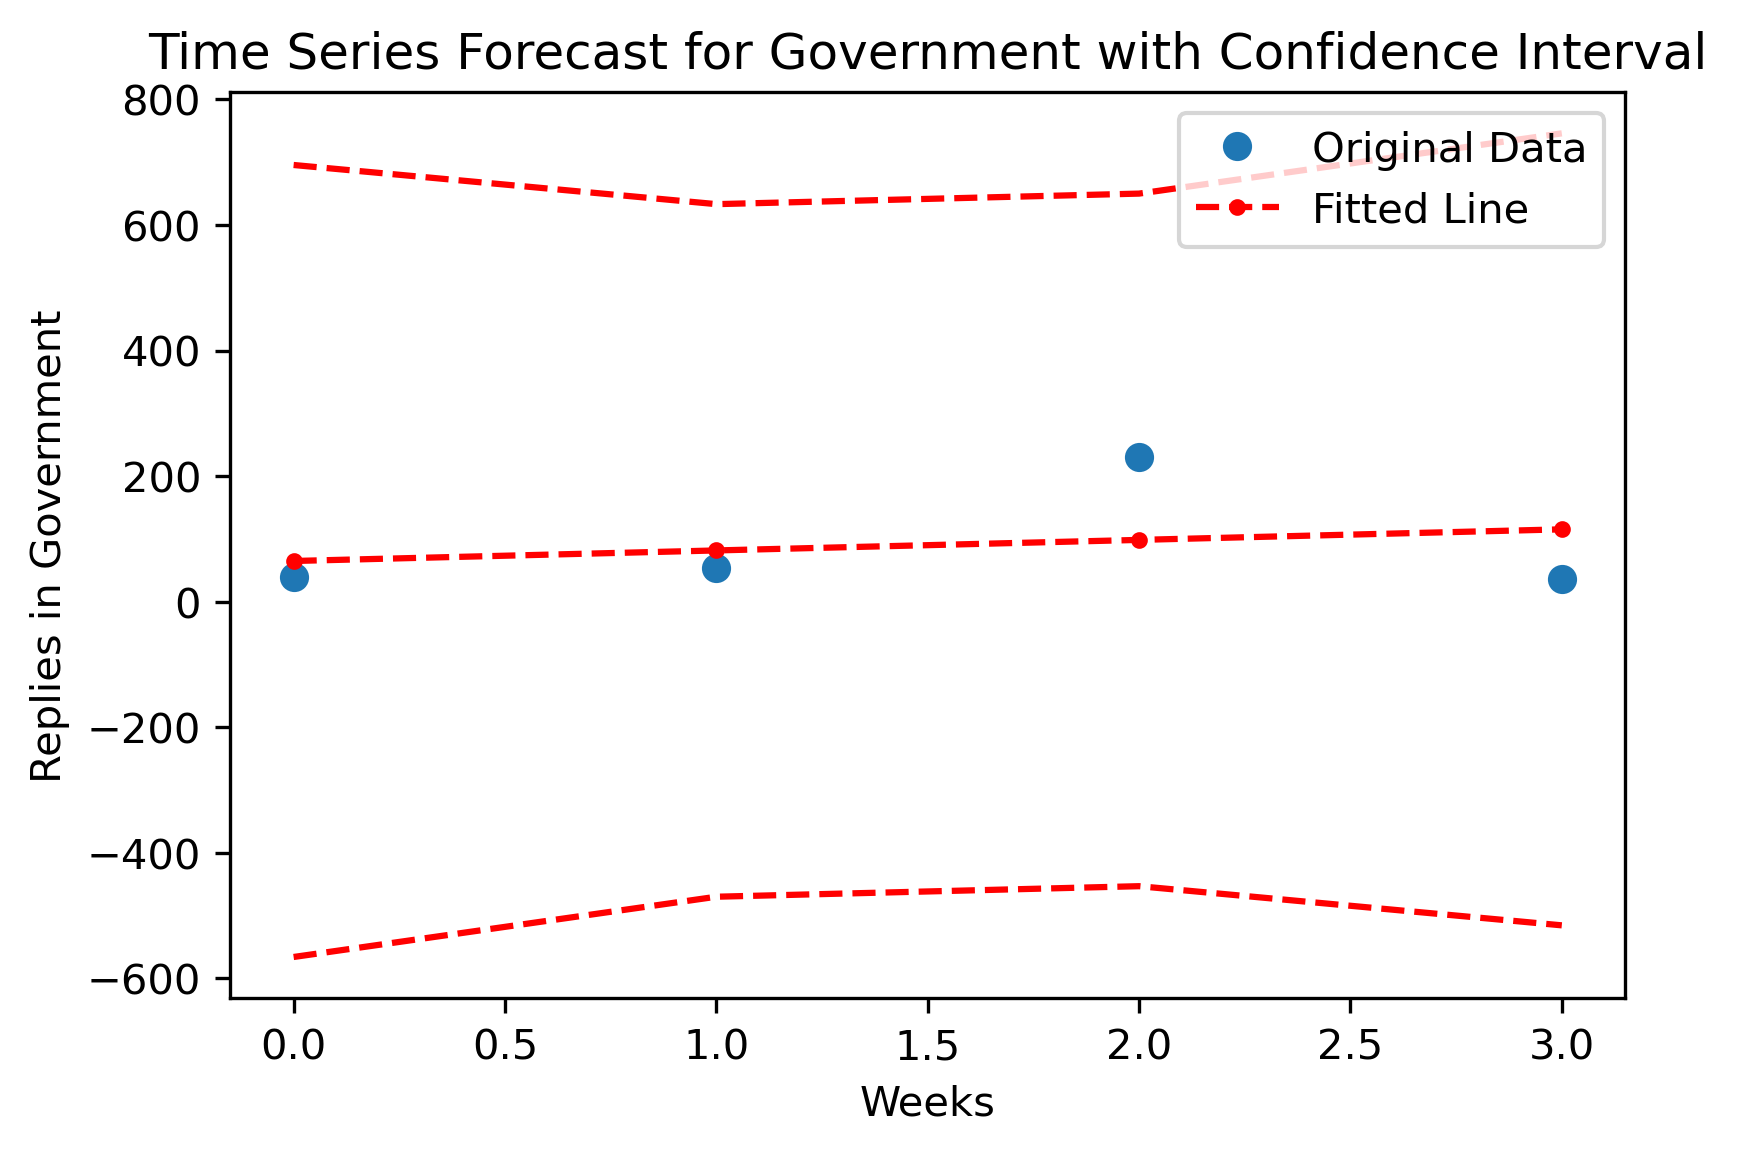 Time Series Forecast for Government with Confidence Interval
800
600
400
200
0
−200
−400
−600
Replies in Government
Original Data
Fitted Line
0.0 0.5 1.0 1.5 2.0 2.5 3.0
Weeks